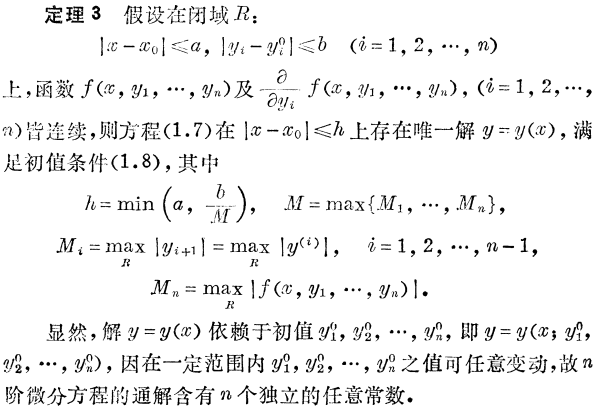 定理 3 假设在闭域 R:
|x-x₀|≤a, |yᵢ-yᵢ⁰|≤b (i=1, 2, …, n)
上,函数 f(x, y₁, …, yₙ)及 ∂/∂yᵢ f(x, y₁, …, yₙ), (i=1, 2, …,
n)皆连续,则方程(1.7)在 |x-x₀|≤h 上存在唯一解 y=y(x), 满
足初值条件(1.8), 其中
h=min (a, b/M), M=max{M₁, …, Mₙ},
Mᵢ=max_R |yᵢ₊₁|=max_R |y⁽ⁱ⁾|, i=1, 2, …, n-1,
Mₙ=max_R |f(x, y₁, …, yₙ)|.
显然,解 y=y(x) 依赖于初值 y₁⁰, y₂⁰, …, yₙ⁰, 即 y=y(x; y₁⁰,
y₂⁰, …, yₙ⁰), 因在一定范围内 y₁⁰, y₂⁰, …, yₙ⁰ 之值可任意变动,故 n
阶微分方程的通解含有 n 个独立的任意常数.